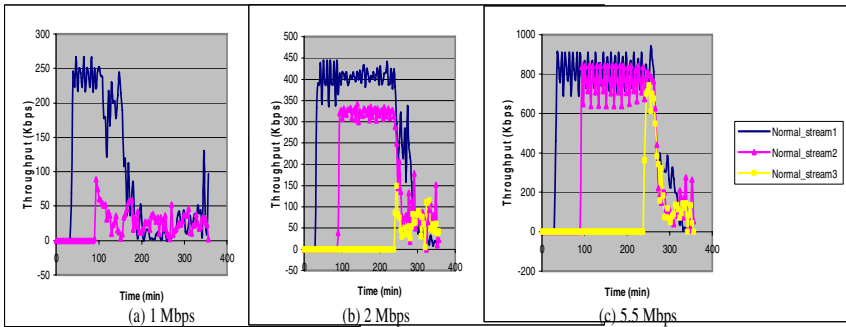 Throughput (Kbps)
300
250
200
150
100
50
0
-50
0 100 200 300 400
Time (min)
(a) 1 Mbps
Throughput (Kbps)
500
450
400
350
300
250
200
150
100
50
0
-50
0 100 200 300 400
Time (min)
(b) 2 Mbps
Throughput (Kbps)
1000
800
600
400
200
0
-200
0 100 200 300 400
Time (min)
(c) 5.5 Mbps
Normal_stream1
Normal_stream2
Normal_stream3